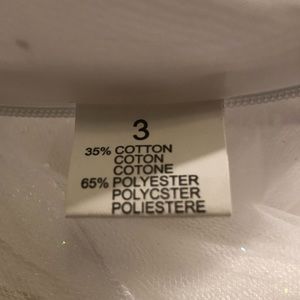 3
35% COTTON
COTON
COTONE
65% POLYESTER
POLYCSTER
POLIESTERE